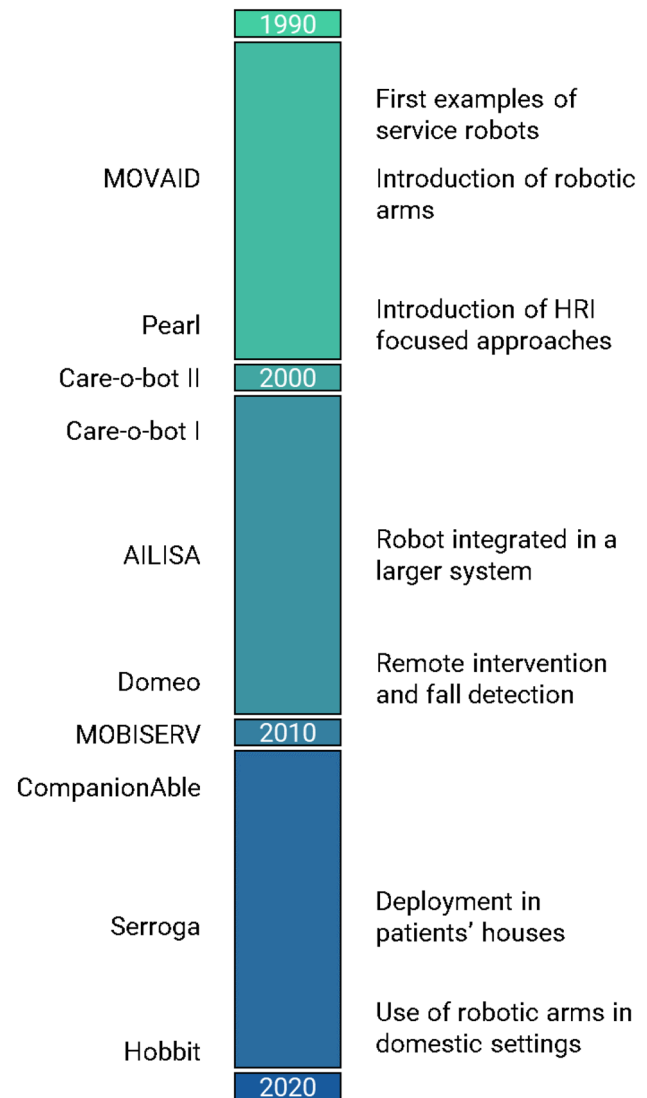 1990
First examples of
service robots
MOVAID
Introduction of robotic
arms
Pearl
Introduction of HRI
focused approaches
Care-o-bot II
2000
Care-o-bot I
AILISA
Robot integrated in a
larger system
Domeo
Remote intervention
and fall detection
MOBISERV
2010
CompanionAble
Serroga
Deployment in
patients’ houses
Hobbit
Use of robotic arms in
domestic settings
2020